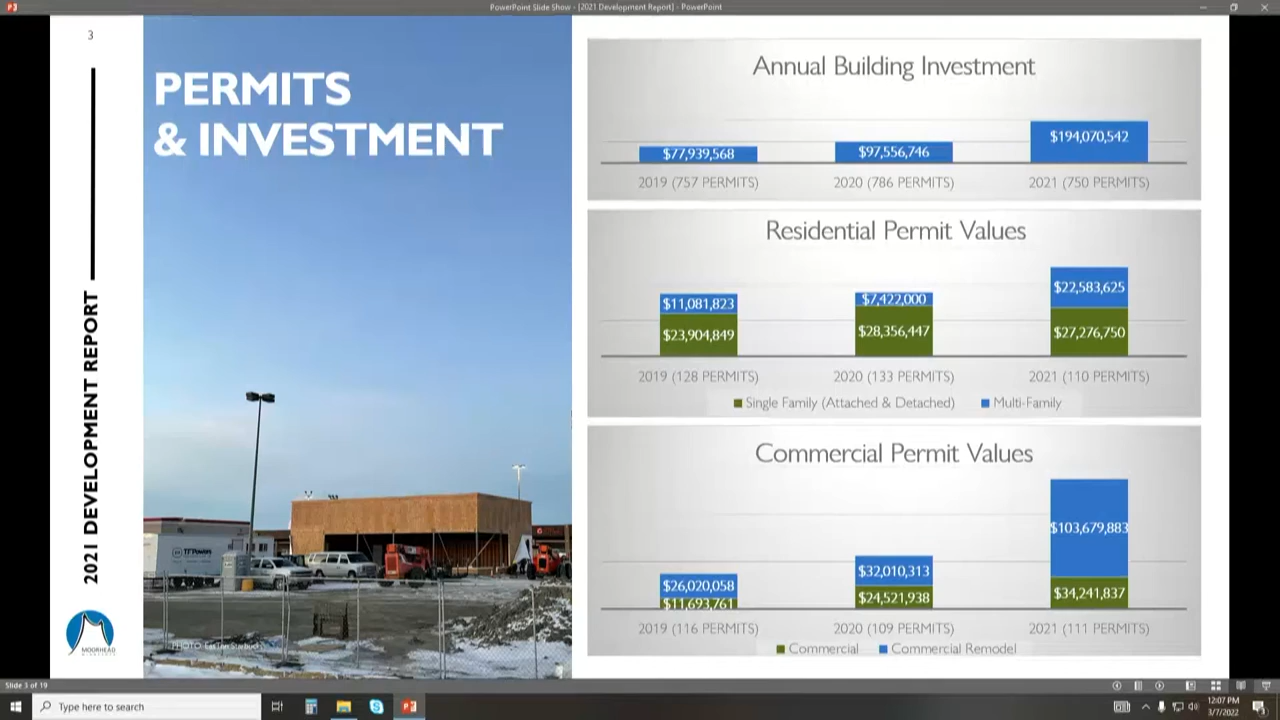 PowerPoint Slide Show - [2021 Development Report] - PowerPoint
3
PERMITS
& INVESTMENT
2021 DEVELOPMENT REPORT
MOORHEAD
TF Powers
Annual Building Investment
$77,939,568
$97,556,746
$194,070,542
2019 (757 PERMITS)
2020 (786 PERMITS)
2021 (750 PERMITS)
Residential Permit Values
$11,081,823
$7,422,000
$22,583,625
$23,904,849
$28,356,447
$27,276,750
2019 (128 PERMITS)
2020 (133 PERMITS)
2021 (110 PERMITS)
Single Family (Attached & Detached)
Multi-Family
Commercial Permit Values
$26,020,058
$32,010,313
$103,679,883
$11,693,761
$24,521,938
$34,241,837
2019 (116 PERMITS)
2020 (109 PERMITS)
2021 (111 PERMITS)
Commercial
Commercial Remodel
Slide 3 of 19
Type here to search
12:07 PM
3/7/2022